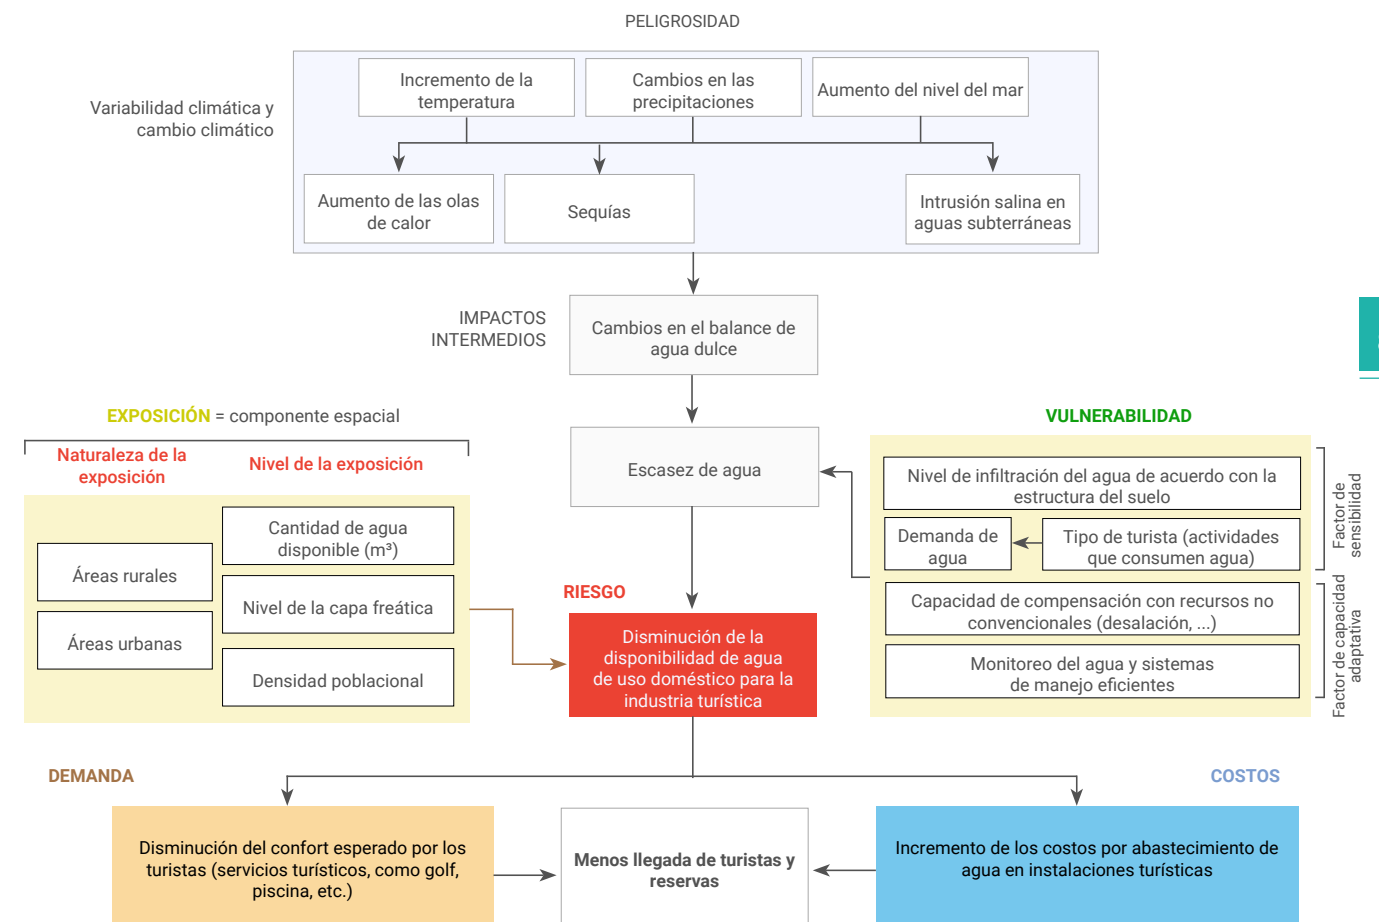 PELIGROSIDAD
Variabilidad climática y
cambio climático
Incremento de la
temperatura
Cambios en las
precipitaciones
Aumento del nivel del mar
Aumento de las olas
de calor
Sequías
Intrusión salina en
aguas subterráneas
IMPACTOS
INTERMEDIOS
Cambios en el balance de
agua dulce
EXPOSICIÓN = componente espacial
Naturaleza de la
exposición
Nivel de la exposición
Áreas rurales
Áreas urbanas
Cantidad de agua
disponible (m³)
Nivel de la capa freática
Densidad poblacional
Escasez de agua
VULNERABILIDAD
Nivel de infiltración del agua de acuerdo con la
estructura del suelo
Demanda de
agua
Tipo de turista (actividades
que consumen agua)
Capacidad de compensación con recursos no
convencionales (desalación, ...)
Monitoreo del agua y sistemas
de manejo eficientes
Factor de
sensibilidad
Factor de capacidad
adaptativa
RIESGO
Disminución de la
disponibilidad de agua
de uso doméstico para la
industria turística
DEMANDA
COSTOS
Disminución del confort esperado por los
turistas (servicios turísticos, como golf,
piscina, etc.)
Menos llegada de turistas y
reservas
Incremento de los costos por abastecimiento de
agua en instalaciones turísticas